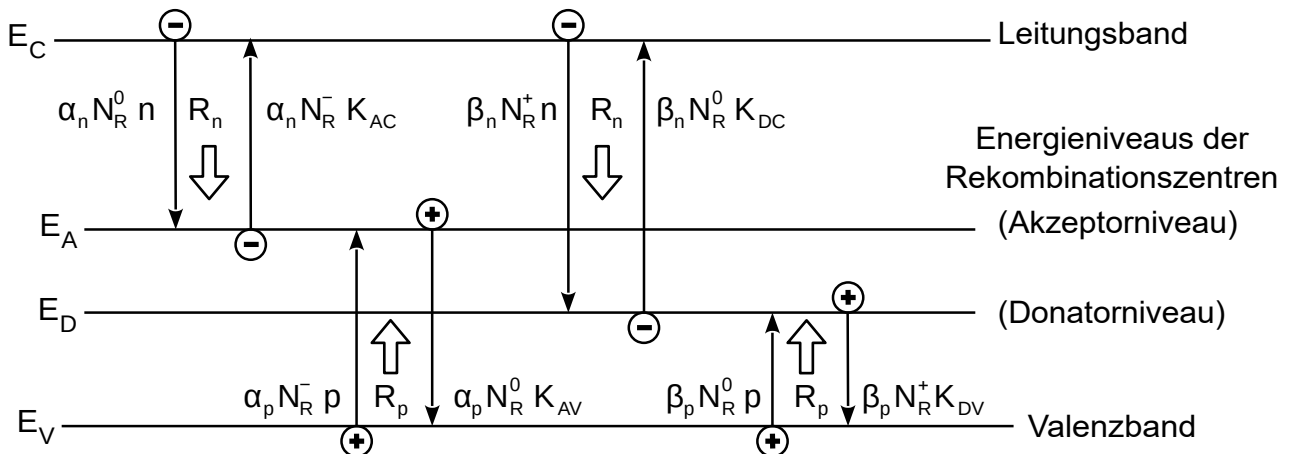 E_C Leitungsband
α_n N_R^0 n R_n α_n N_R^− K_AC β_n N_R^+ n R_n β_n N_R^0 K_DC
Energieniveaus der
Rekombinationszentren
E_A (Akzeptorniveau)
E_D (Donatorniveau)
α_p N_R^− p R_p α_p N_R^0 K_AV β_p N_R^0 p R_p β_p N_R^+ K_DV
E_V Valenzband